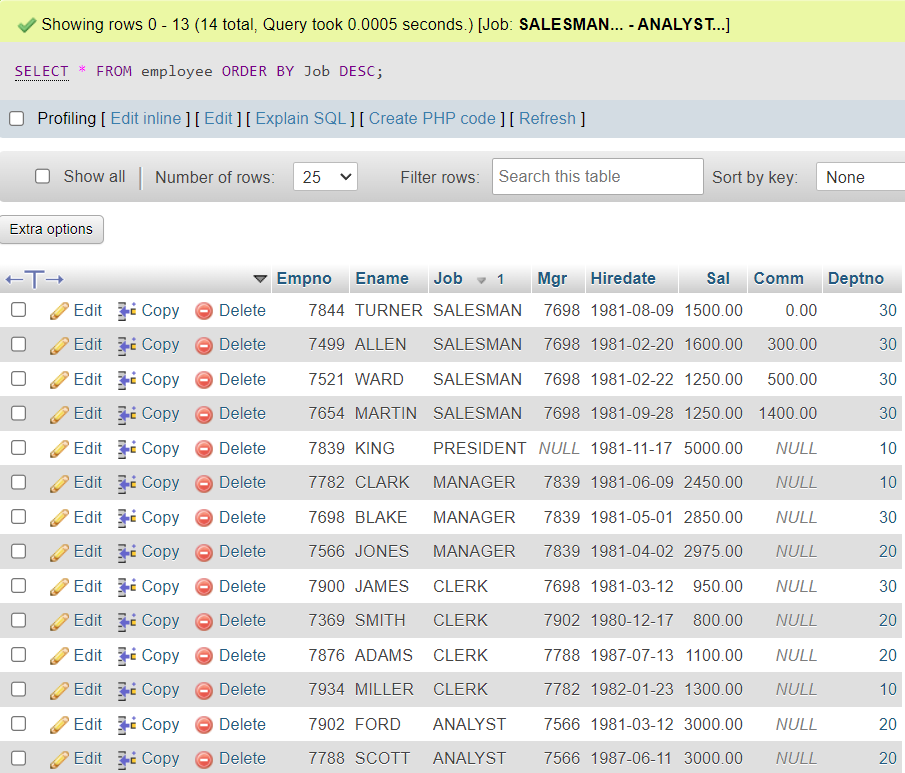 Showing rows 0 - 13 (14 total, Query took 0.0005 seconds.) [Job: SALESMAN... - ANALYST...]
SELECT * FROM employee ORDER BY Job DESC;
Profiling [ Edit inline ] [ Edit ] [ Explain SQL ] [ Create PHP code ] [ Refresh ]
Show all | Number of rows: 25 Filter rows: Search this table Sort by key: None
Extra options
←T→ Empno Ename Job 1 Mgr Hiredate Sal Comm Deptno
Edit Copy Delete 7844 TURNER SALESMAN 7698 1981-08-09 1500.00 0.00 30
Edit Copy Delete 7499 ALLEN SALESMAN 7698 1981-02-20 1600.00 300.00 30
Edit Copy Delete 7521 WARD SALESMAN 7698 1981-02-22 1250.00 500.00 30
Edit Copy Delete 7654 MARTIN SALESMAN 7698 1981-09-28 1250.00 1400.00 30
Edit Copy Delete 7839 KING PRESIDENT NULL 1981-11-17 5000.00 NULL 10
Edit Copy Delete 7782 CLARK MANAGER 7839 1981-06-09 2450.00 NULL 10
Edit Copy Delete 7698 BLAKE MANAGER 7839 1981-05-01 2850.00 NULL 30
Edit Copy Delete 7566 JONES MANAGER 7839 1981-04-02 2975.00 NULL 20
Edit Copy Delete 7900 JAMES CLERK 7698 1981-03-12 950.00 NULL 30
Edit Copy Delete 7369 SMITH CLERK 7902 1980-12-17 800.00 NULL 20
Edit Copy Delete 7876 ADAMS CLERK 7788 1987-07-13 1100.00 NULL 20
Edit Copy Delete 7934 MILLER CLERK 7782 1982-01-23 1300.00 NULL 10
Edit Copy Delete 7902 FORD ANALYST 7566 1981-03-12 3000.00 NULL 20
Edit Copy Delete 7788 SCOTT ANALYST 7566 1987-06-11 3000.00 NULL 20